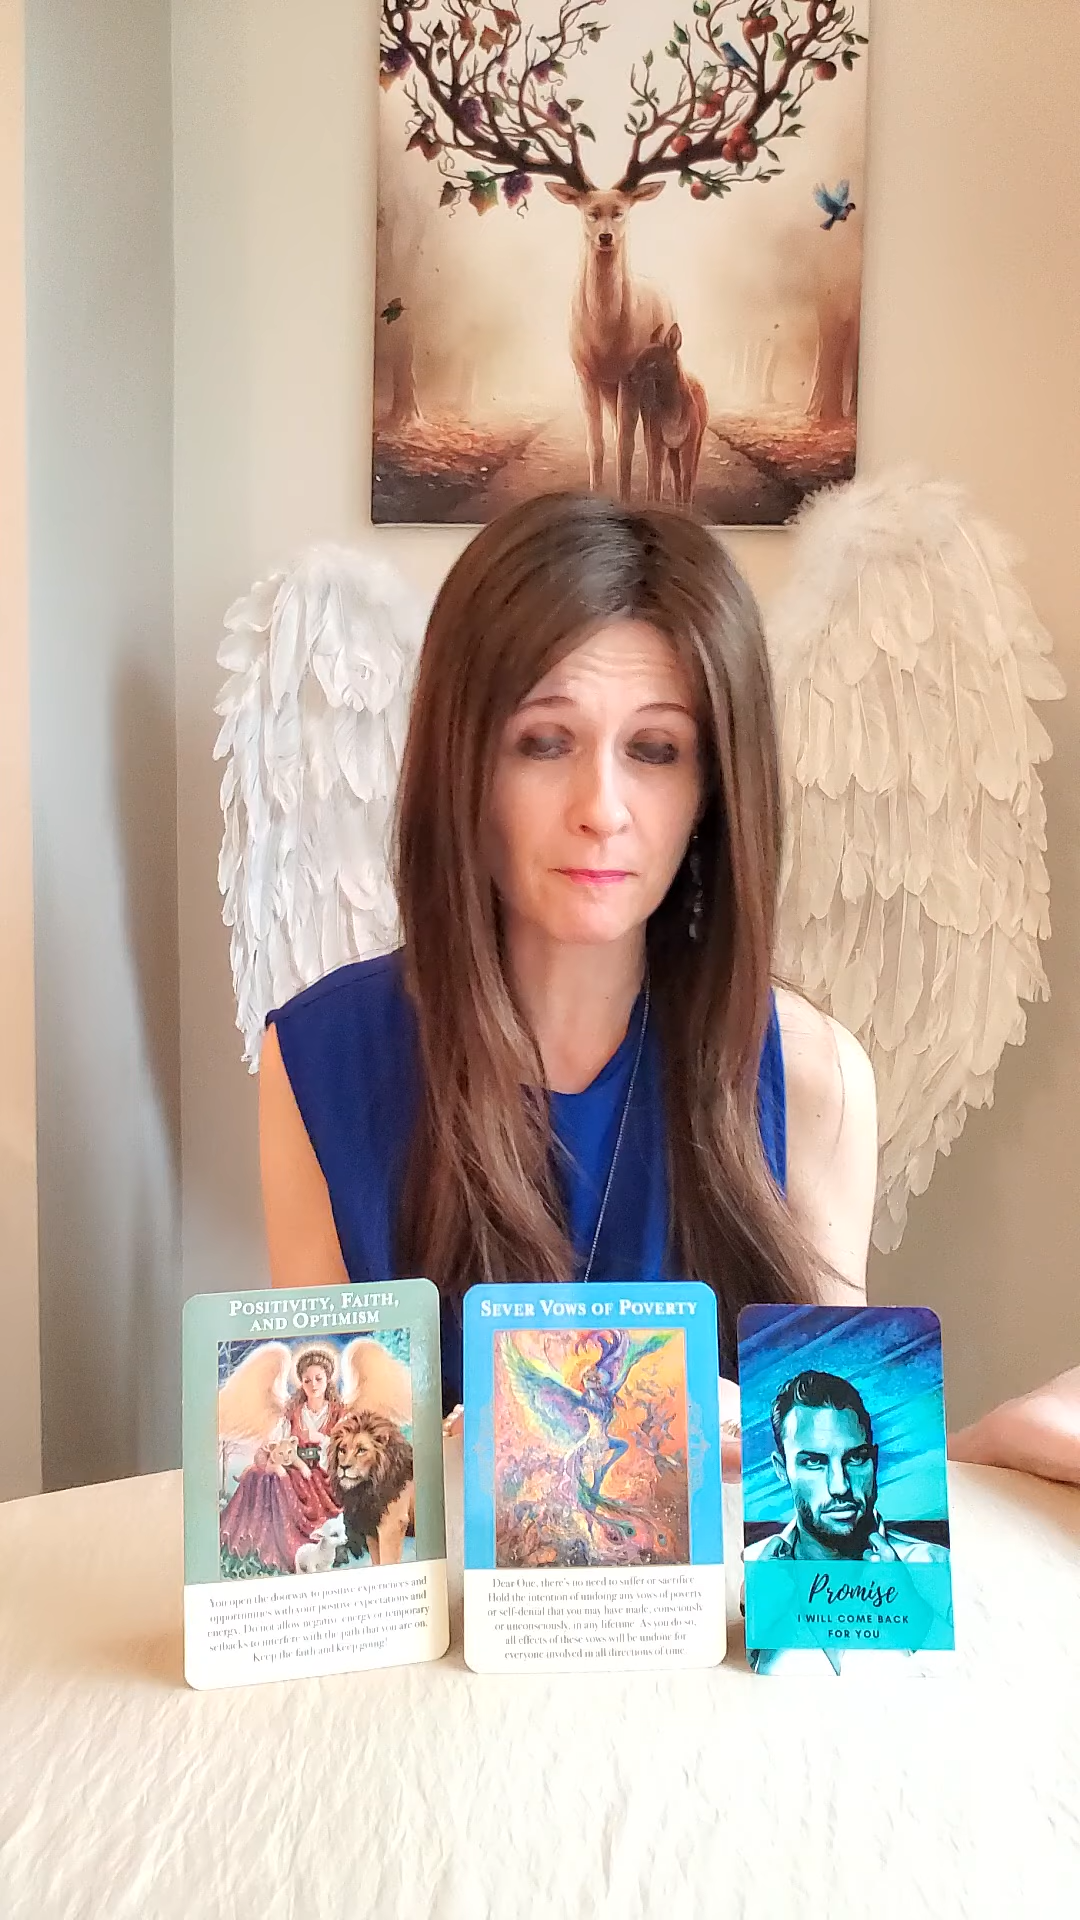 POSITIVITY, FAITH,
AND OPTIMISM
You open the doorway to positive experiences and
opportunities with your positive expectations and
energy. Do not allow negative energy or temporary
setbacks to interfere with the path that you are on.
Keep the faith and keep going!
SEVER VOWS OF POVERTY
Dear One, there's no need to suffer or sacrifice.
Hold the intention of undoing any vows of poverty
or self-denial that you may have made, consciously
or unconsciously, in any lifetime. As you do so,
all effects of these vows will be undone for
everyone involved in all directions of time.
Promise
I WILL COME BACK
FOR YOU